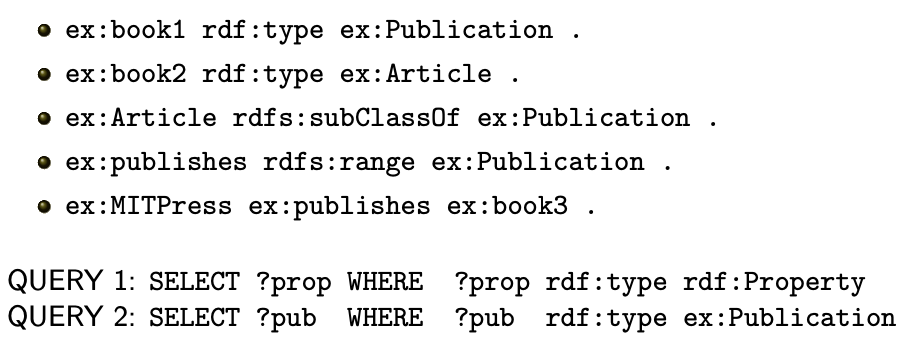 ex:book1 rdf:type ex:Publication .
ex:book2 rdf:type ex:Article .
ex:Article rdfs:subClassOf ex:Publication .
ex:publishes rdfs:range ex:Publication .
ex:MITPress ex:publishes ex:book3 .
QUERY 1: SELECT ?prop WHERE ?prop rdf:type rdf:Property
QUERY 2: SELECT ?pub WHERE ?pub rdf:type ex:Publication